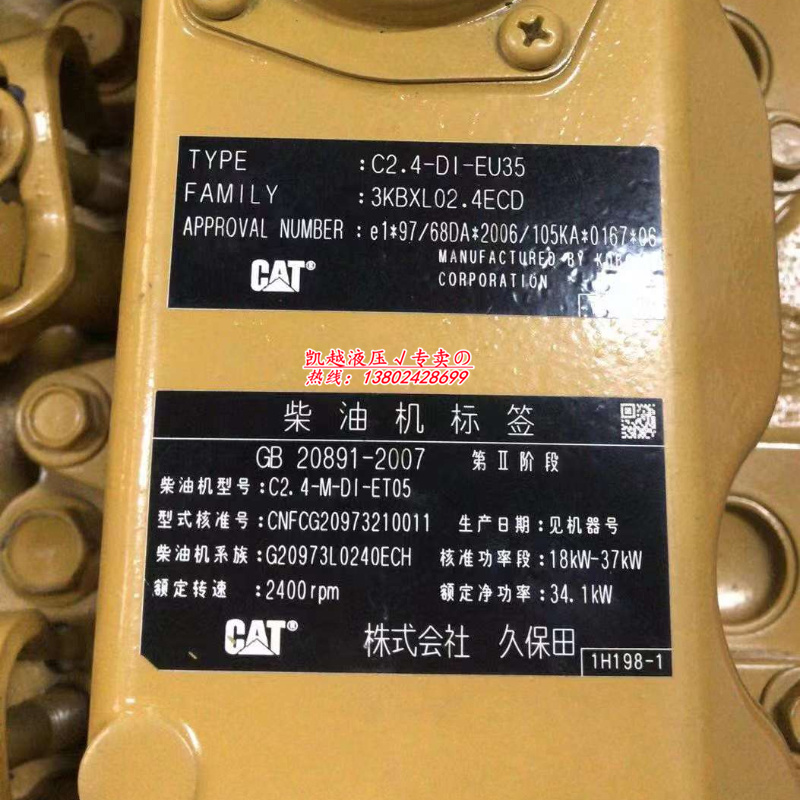 TYPE :C2.4-DI-EU35
FAMILY :3KBXL02.4ECD
APPROVAL NUMBER :e1*97/68DA*2006/105KA*0167*06
MANUFACTURED BY
CORPORATION
CAT®
凯越液压√专卖の
热线：13802428699
柴油机标签
GB 20891-2007 第Ⅱ阶段
柴油机型号:C2.4-M-DI-ET05
型式核准号:CNFCG20973210011 生产日期:见机器号
柴油机系族:G20973L0240ECH 核准功率段:18kW-37kW
额定转速:2400rpm 额定净功率:34.1kW
CAT® 株式会社 久保田 1H198-1